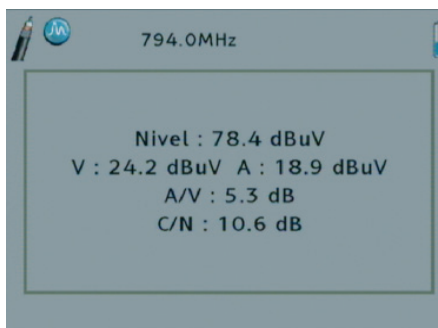 794.0MHz
Nivel : 78.4 dBuV
V : 24.2 dBuV A : 18.9 dBuV
A/V : 5.3 dB
C/N : 10.6 dB